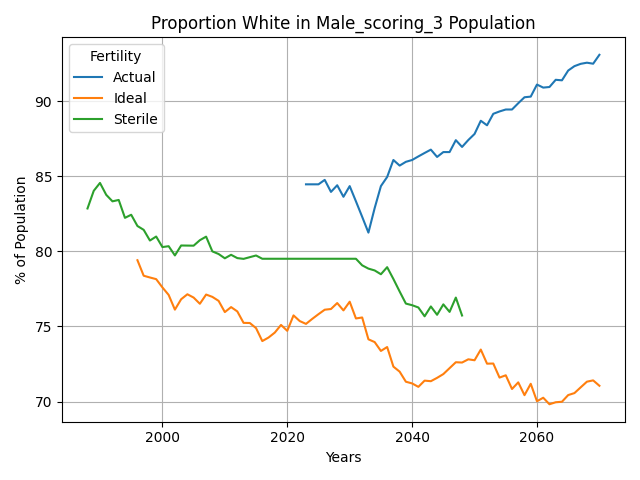 Proportion White in Male_scoring_3 Population
Fertility
Actual
Ideal
Sterile
% of Population
90
85
80
75
70
2000
2020
2040
2060
Years